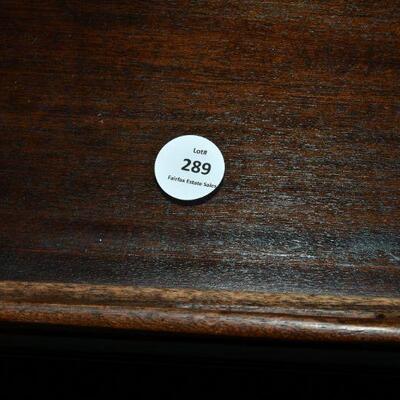 Lot#
289
Fairfax Estate Sales